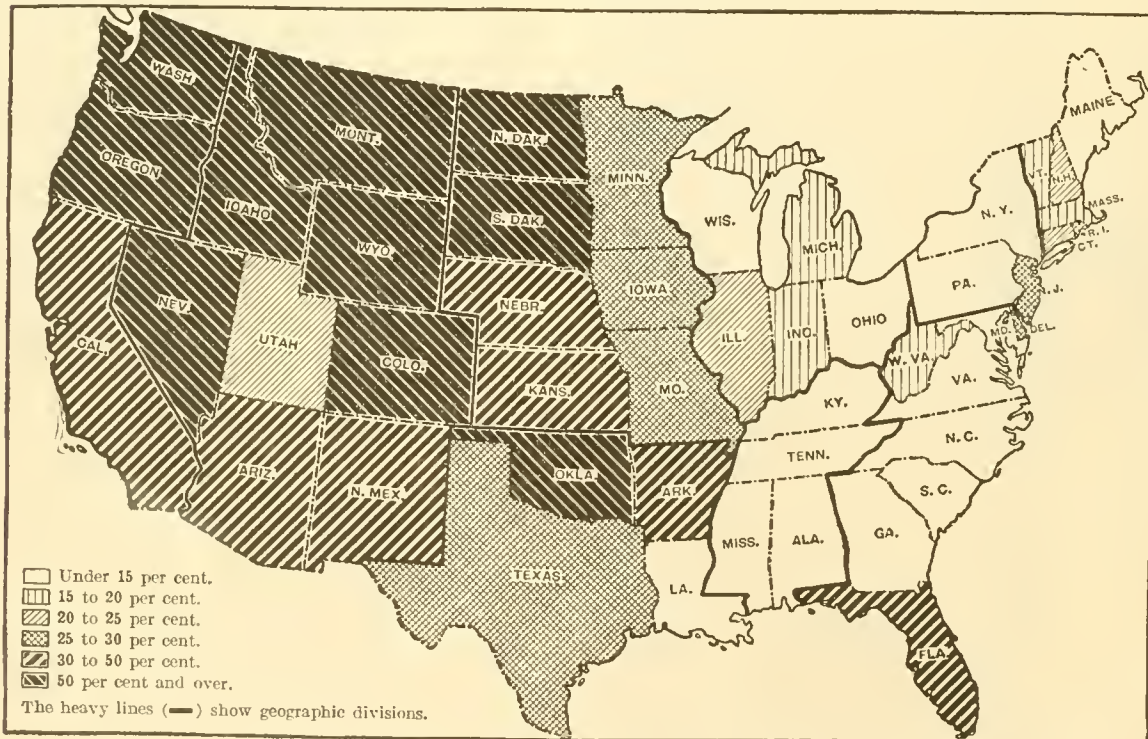 WASH
MONT.
N. DAK.
MINN.
MAINE
OREGON
IDAHO
S. DAK.
WIS.
MICH.
VT.
N.H.
MASS.
N. Y.
R. I.
CT.
WYO.
NEBR.
IOWA
PA.
N.J.
NEV.
UTAH
COLO.
KANS.
MO.
ILL.
IND.
OHIO
MD.
DEL.
W. VA.
VA.
CAL.
KY.
N. C.
ARIZ.
N. MEX.
OKLA.
ARK.
TENN.
S. C.
MISS.
ALA.
GA.
TEXAS.
LA.
FLA.
Under 15 per cent.
15 to 20 per cent.
20 to 25 per cent.
25 to 30 per cent.
30 to 50 per cent.
50 per cent and over.
The heavy lines (▬) show geographic divisions.